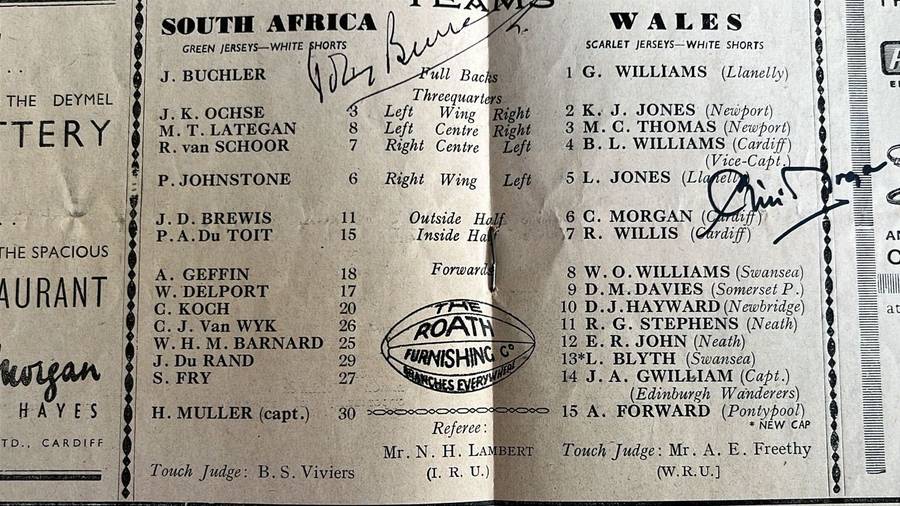 TEAMS
SOUTH AFRICA
GREEN JERSEYS—WHITE SHORTS
J. BUCHLER Full Backs
Threequarters
J. K. OCHSE 3 Left Wing Right
M. T. LATEGAN 8 Left Centre Right
R. van SCHOOR 7 Right Centre Left
P. JOHNSTONE 6 Right Wing Left
J. D. BREWIS 11 Outside Half
P. A. Du TOIT 15 Inside Half
Forwards
A. GEFFIN 18
W. DELPORT 17
C. KOCH 20
C. J. Van WYK 26
W. H. M. BARNARD 25
J. Du RAND 29
S. FRY 27
H. MULLER (capt.) 30
Touch Judge: B. S. Viviers
THE
ROATH
FURNISHING Co
BRANCHES EVERYWHERE
Referee:
Mr. N. H. LAMBERT
(I. R. U.)
WALES
SCARLET JERSEYS—WHITE SHORTS
1 G. WILLIAMS (Llanelly)
2 K. J. JONES (Newport)
3 M. C. THOMAS (Newport)
4 B. L. WILLIAMS (Cardiff)
(Vice-Capt.)
5 L. JONES (Llanelly)
6 C. MORGAN (Cardiff)
7 R. WILLIS (Cardiff)
8 W. O. WILLIAMS (Swansea)
9 D. M. DAVIES (Somerset P.)
10 D. J. HAYWARD (Newbridge)
11 R. G. STEPHENS (Neath)
12 E. R. JOHN (Neath)
13*L. BLYTH (Swansea)
14 J. A. GWILLIAM (Capt.)
(Edinburgh Wanderers)
15 A. FORWARD (Pontypool)
* NEW CAP
Touch Judge: Mr. A. E. Freethy
(W.R.U.]
THE DEYMEL
TTERY
THE SPACIOUS
AURANT
Morgan
HAYES
TD., CARDIFF
Cliff Morgan